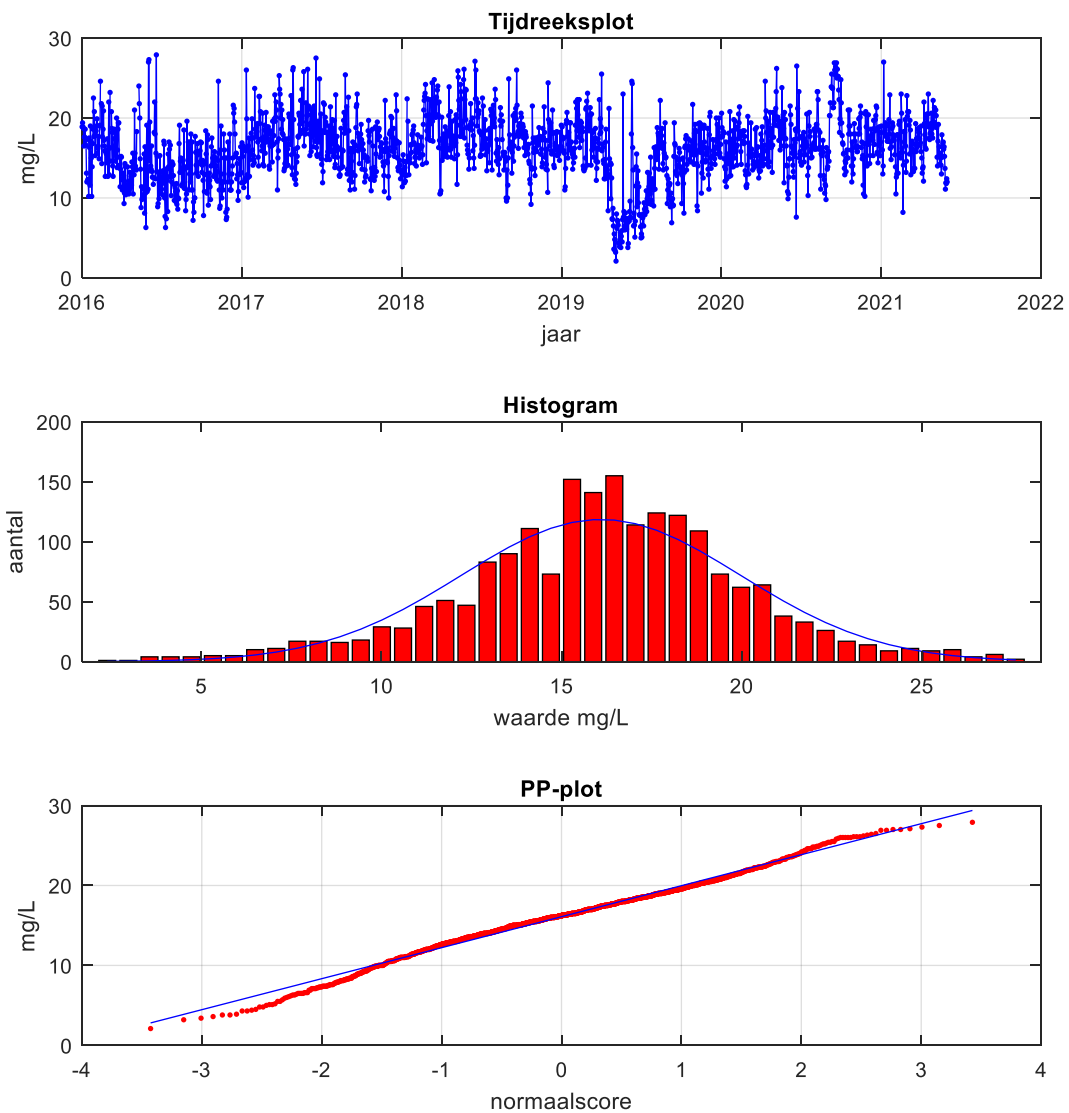 Tijdreeksplot
30
20
10
0
mg/L
2016 2017 2018 2019 2020 2021 2022
jaar
Histogram
200
150
100
50
0
aantal
5 10 15 20 25
waarde mg/L
PP-plot
30
20
10
0
mg/L
-4 -3 -2 -1 0 1 2 3 4
normaalscore